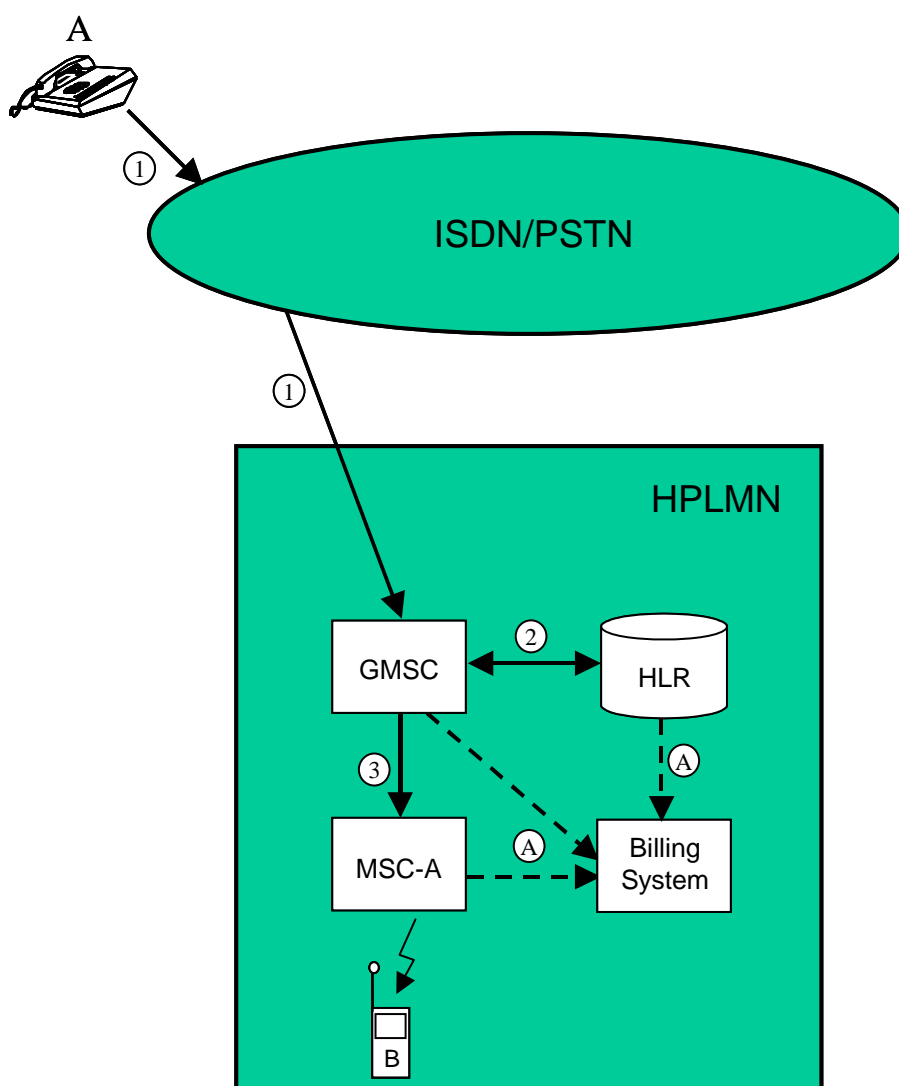 A
1
ISDN/PSTN
1
HPLMN
GMSC
2
HLR
3
A
MSC-A
A
Billing
System
B